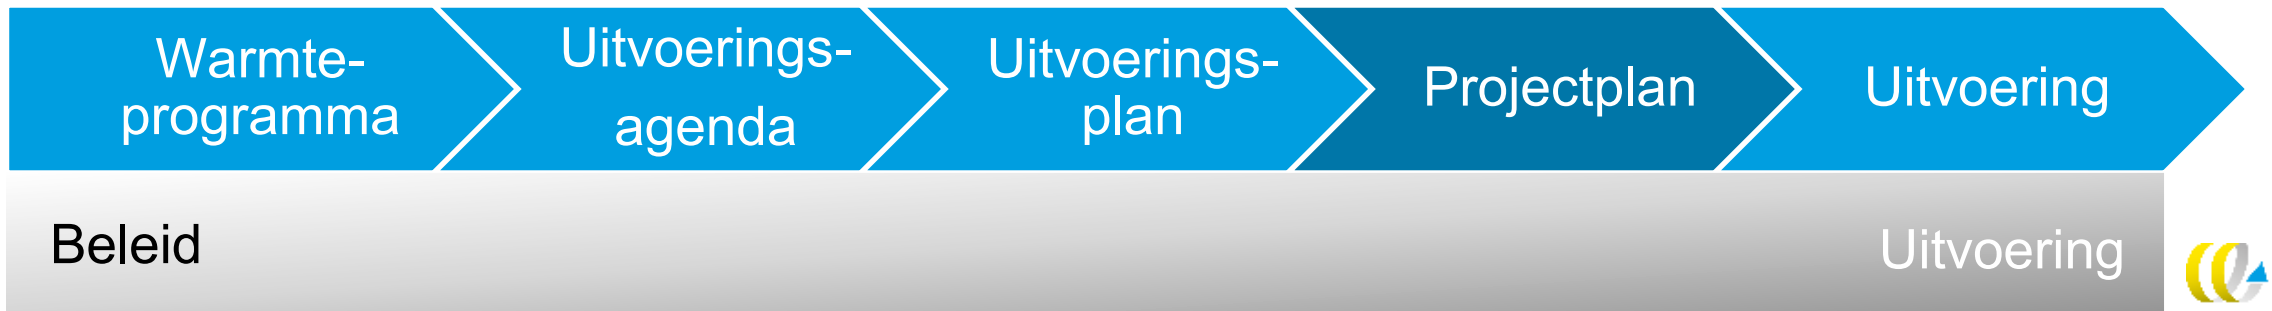 Warmte-
programma
Uitvoerings-
agenda
Uitvoerings-
plan
Projectplan
Uitvoering
Beleid
Uitvoering